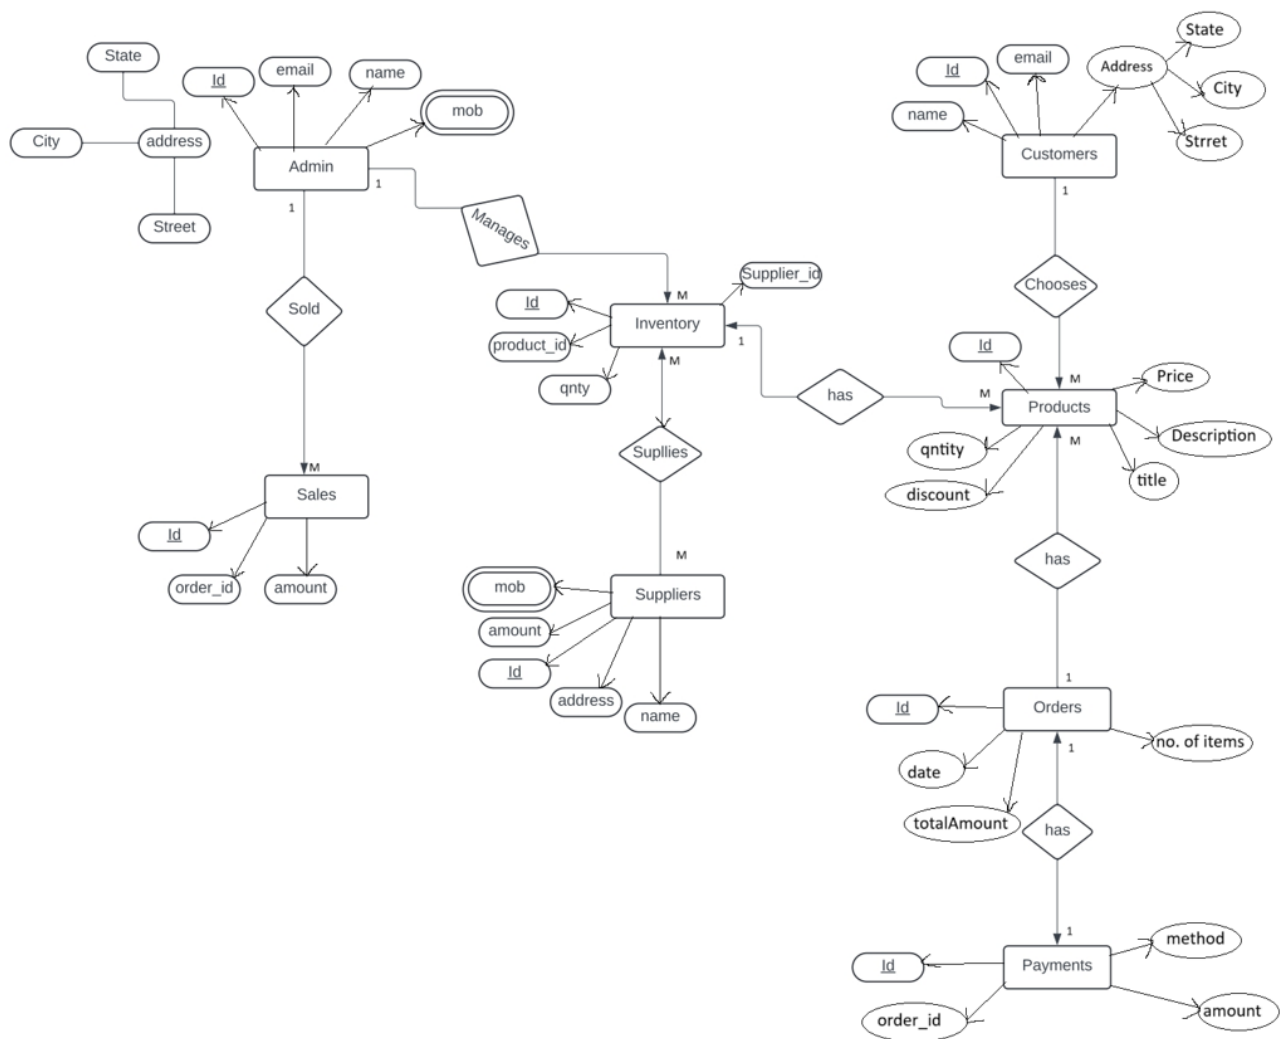 State
City
address
Street
Id
email
name
mob
Admin
1
1
Manages
Sold
M
Sales
Id
order_id
amount
M
Supplier_id
Id
Inventory
product_id
qnty
M
1
has
M
Supllies
M
mob
Suppliers
amount
Id
address
name
State
Address
City
Strret
email
Id
name
Customers
1
Chooses
M
Id
Price
Products
Description
qntity
title
discount
M
has
1
Orders
Id
no. of items
date
totalAmount
1
has
1
Payments
method
Id
order_id
amount